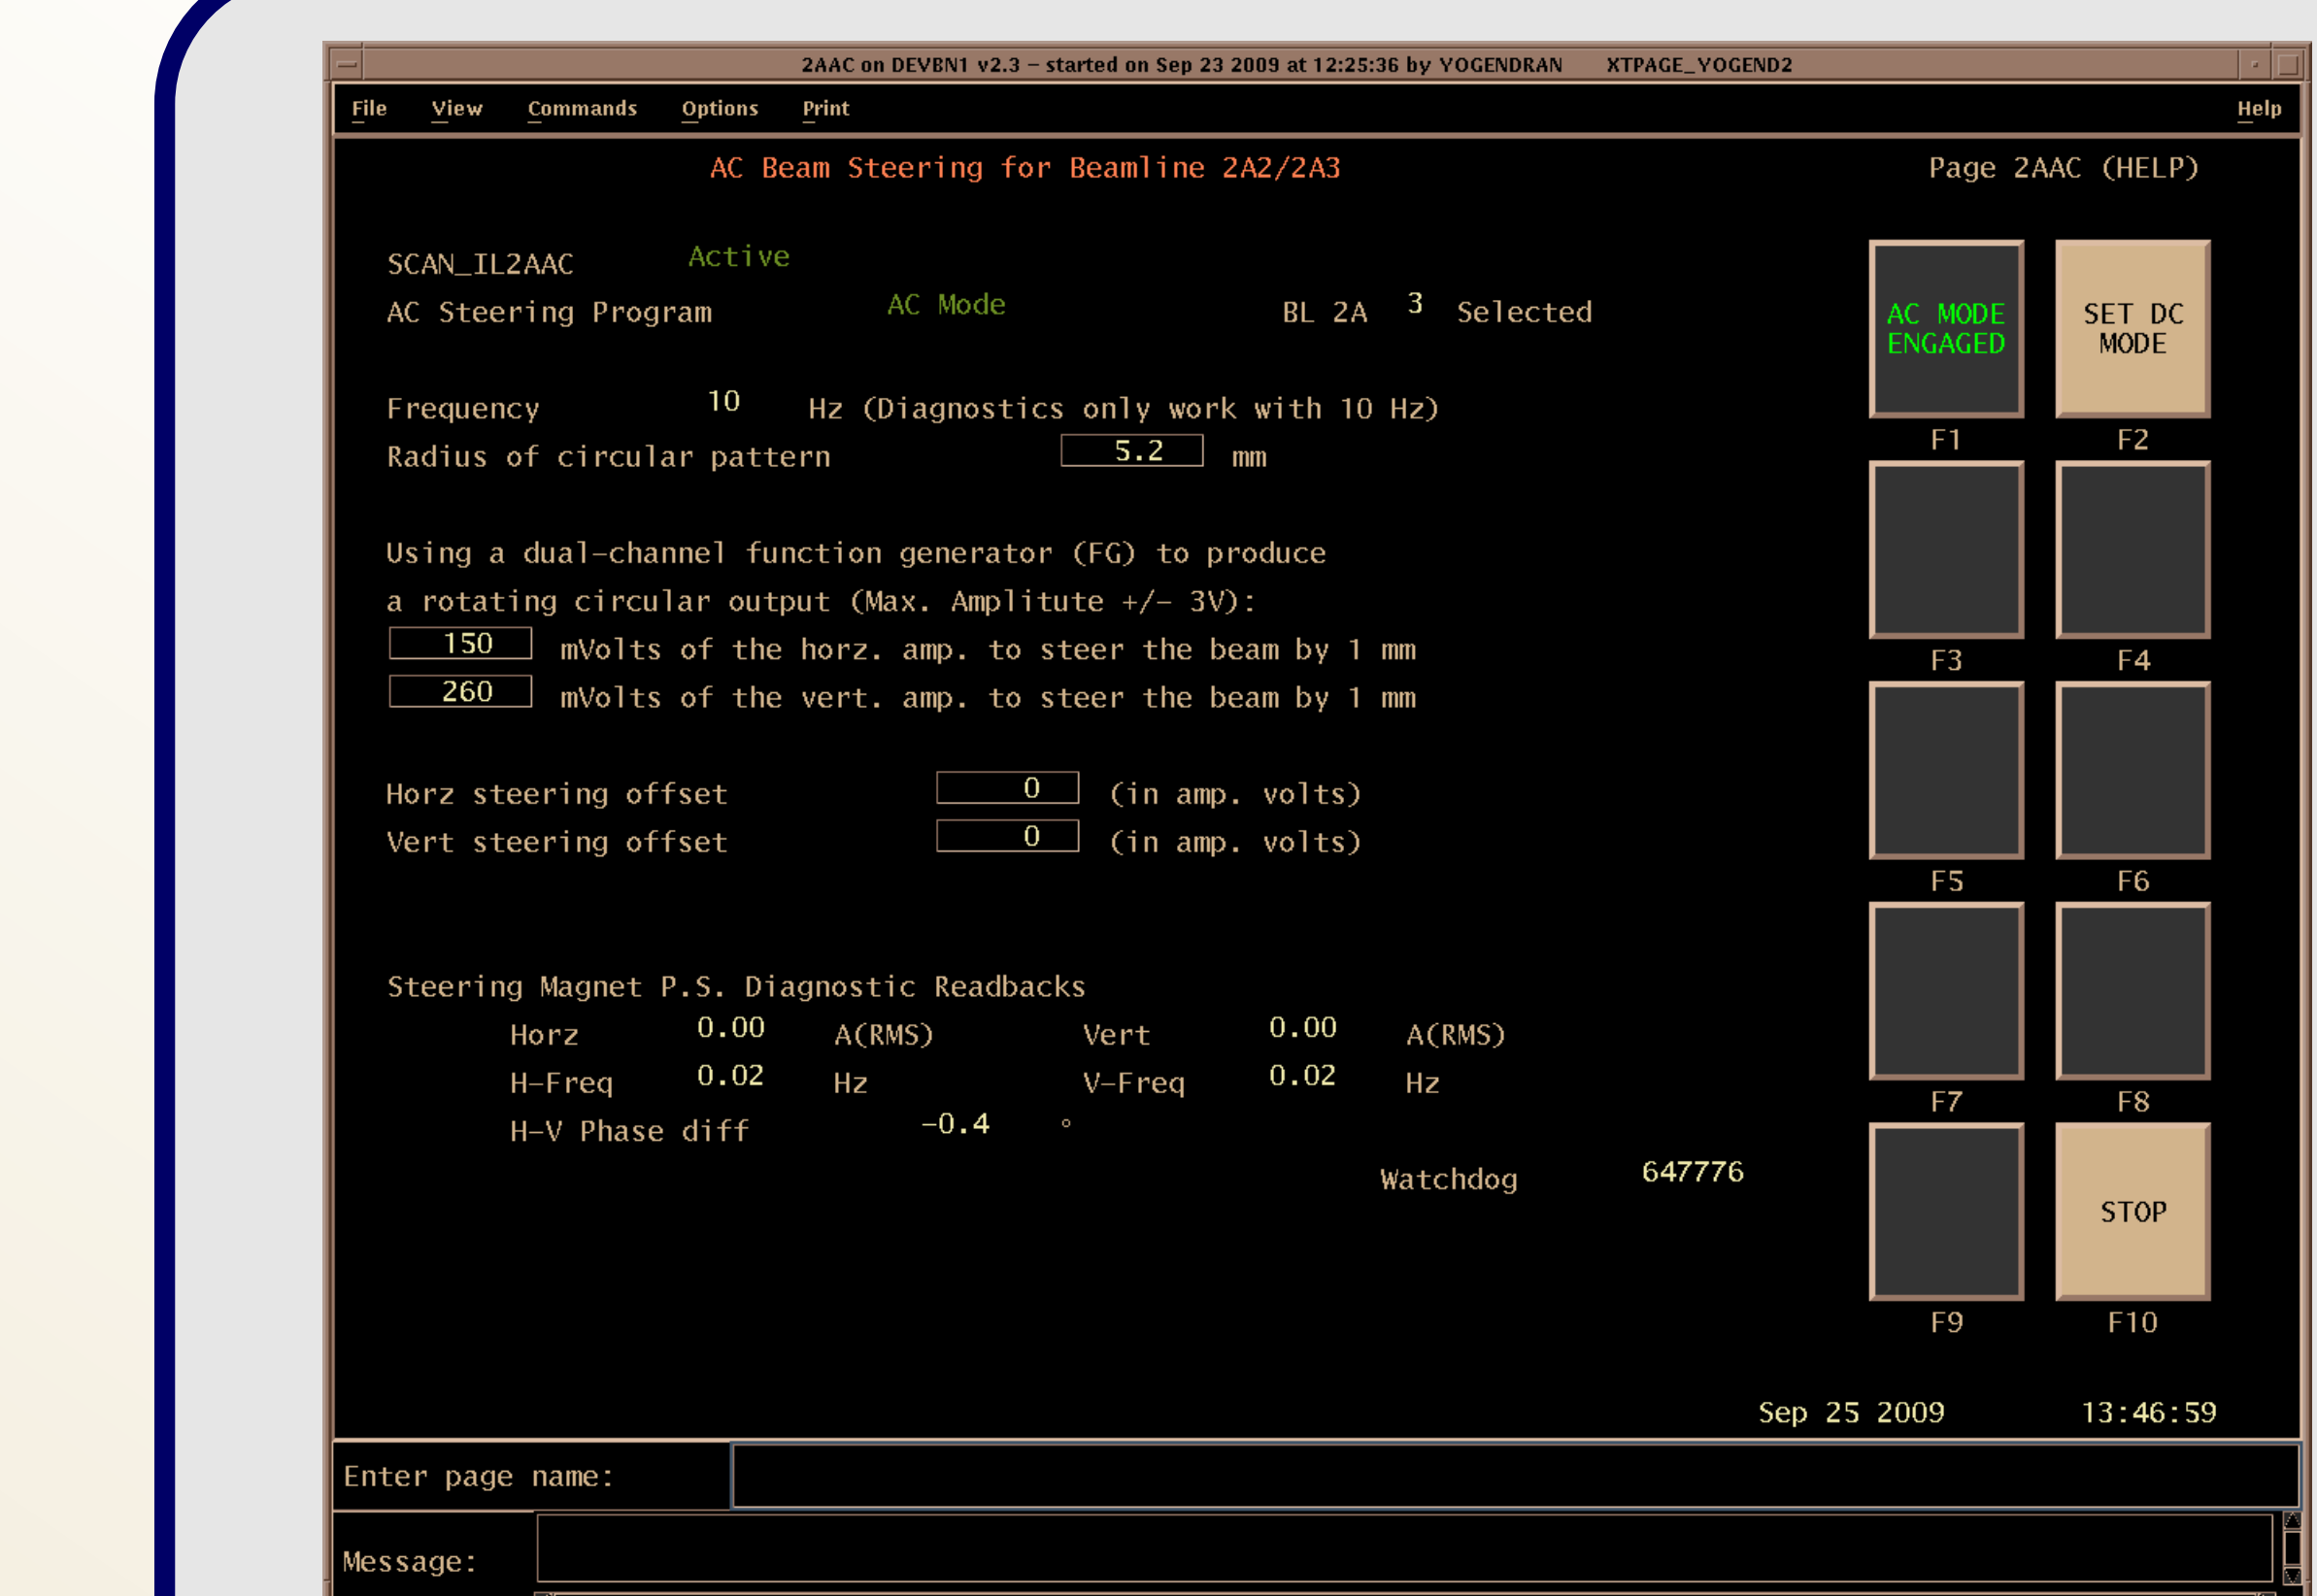 2AAC on DEVBN1 v2.3 – started on Sep 23 2009 at 12:25:36 by YOGENDRAN XTPAGE_YOGEND2
File View Commands Options Print Help
AC Beam Steering for Beamline 2A2/2A3 Page 2AAC (HELP)
SCAN_IL2AAC Active
AC Steering Program AC Mode BL 2A 3 Selected
AC MODE ENGAGED
SET DC MODE
F1 F2
Frequency 10 Hz (Diagnostics only work with 10 Hz)
Radius of circular pattern 5.2 mm
Using a dual-channel function generator (FG) to produce
a rotating circular output (Max. Amplitute +/- 3V):
150 mVolts of the horz. amp. to steer the beam by 1 mm
260 mVolts of the vert. amp. to steer the beam by 1 mm
F3 F4
Horz steering offset 0 (in amp. volts)
Vert steering offset 0 (in amp. volts)
F5 F6
Steering Magnet P.S. Diagnostic Readbacks
Horz 0.00 A(RMS) Vert 0.00 A(RMS)
H-Freq 0.02 Hz V-Freq 0.02 Hz
H-V Phase diff -0.4 °
F7 F8
Watchdog 647776
STOP
F9 F10
Sep 25 2009 13:46:59
Enter page name:
Message: